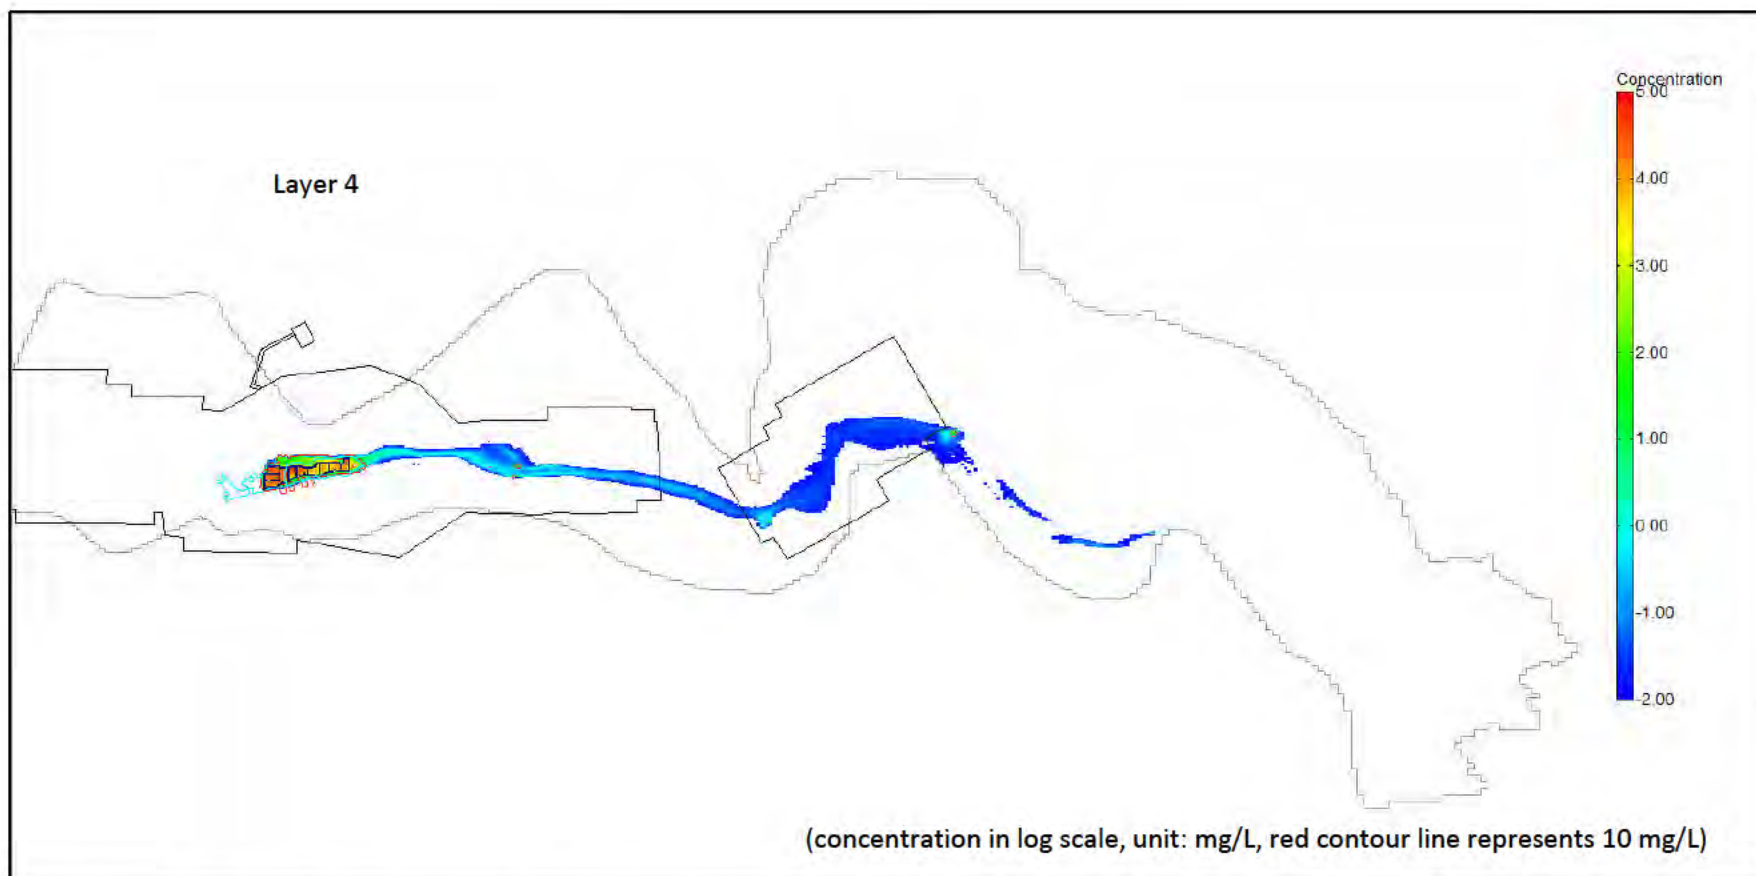 Concentration
5.00
Layer 4
4.00
3.00
2.00
1.00
0.00
-1.00
-2.00
(concentration in log scale, unit: mg/L, red contour line represents 10 mg/L)